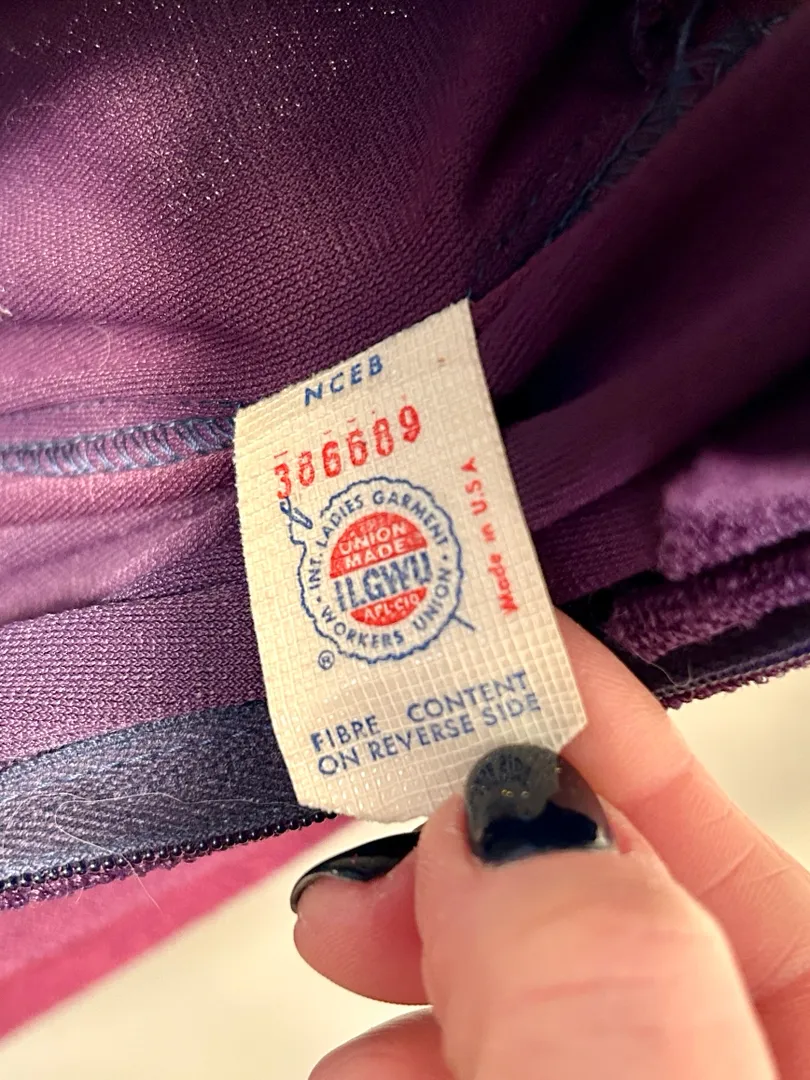 NCEB
386689
INT. LADIES GARMENT
WORKERS UNION
UNION
MADE
ILGWU
AFL-CIO
®
Made in U.S.A
FIBRE CONTENT
ON REVERSE SIDE